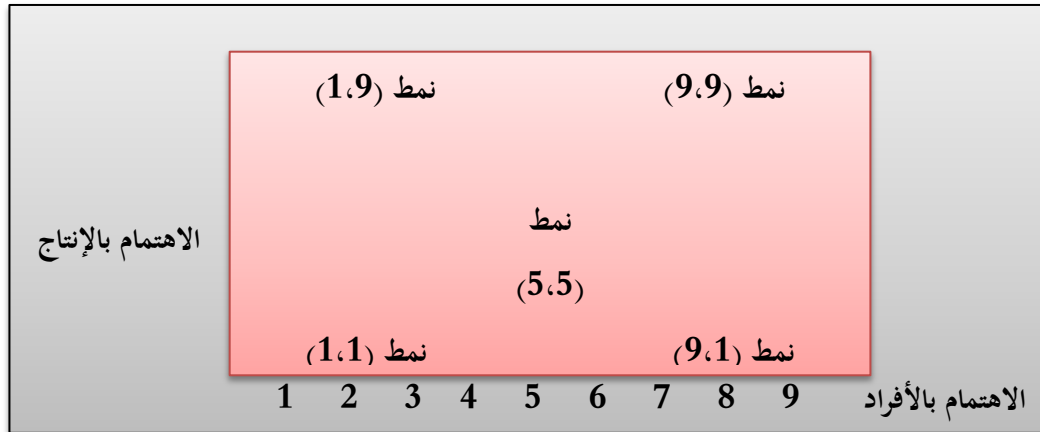 نمط (9،9)
نمط (1،9)
نمط
(5،5)
الاهتمام بالإنتاج
نمط (9،1)
نمط (1،1)
الاهتمام بالأفراد
1 2 3 4 5 6 7 8 9